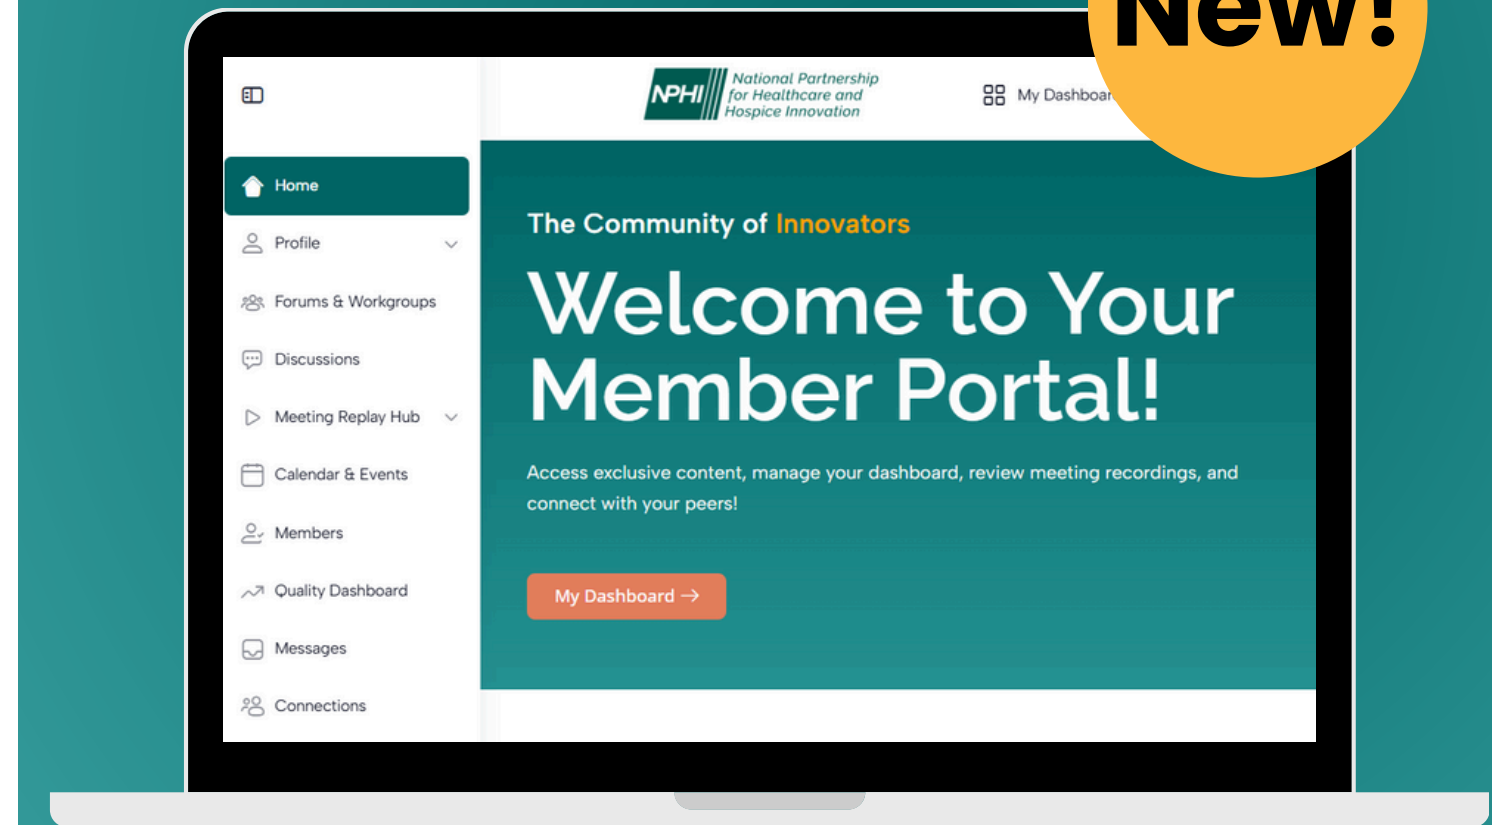 New!
NPHI
National Partnership
for Healthcare and
Hospice Innovation
My Dashboar
Home
Profile
Forums & Workgroups
Discussions
Meeting Replay Hub
Calendar & Events
Members
Quality Dashboard
Messages
Connections
The Community of Innovators
Welcome to Your
Member Portal!
Access exclusive content, manage your dashboard, review meeting recordings, and
connect with your peers!
My Dashboard →